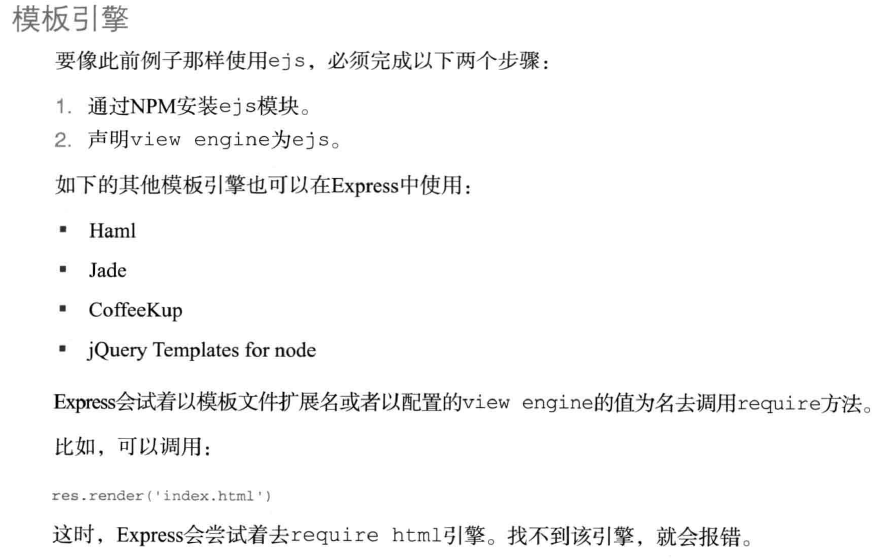 模板引擎
要像此前例子那样使用ejs，必须完成以下两个步骤：
1. 通过NPM安装ejs模块。
2. 声明view engine为ejs。
如下的其他模板引擎也可以在Express中使用：
▪ Haml
▪ Jade
▪ CoffeeKup
▪ jQuery Templates for node
Express会试着以模板文件扩展名或者以配置的view engine的值为名去调用require方法。
比如，可以调用：
res.render('index.html')
这时，Express会尝试着去require html引擎。找不到该引擎，就会报错。